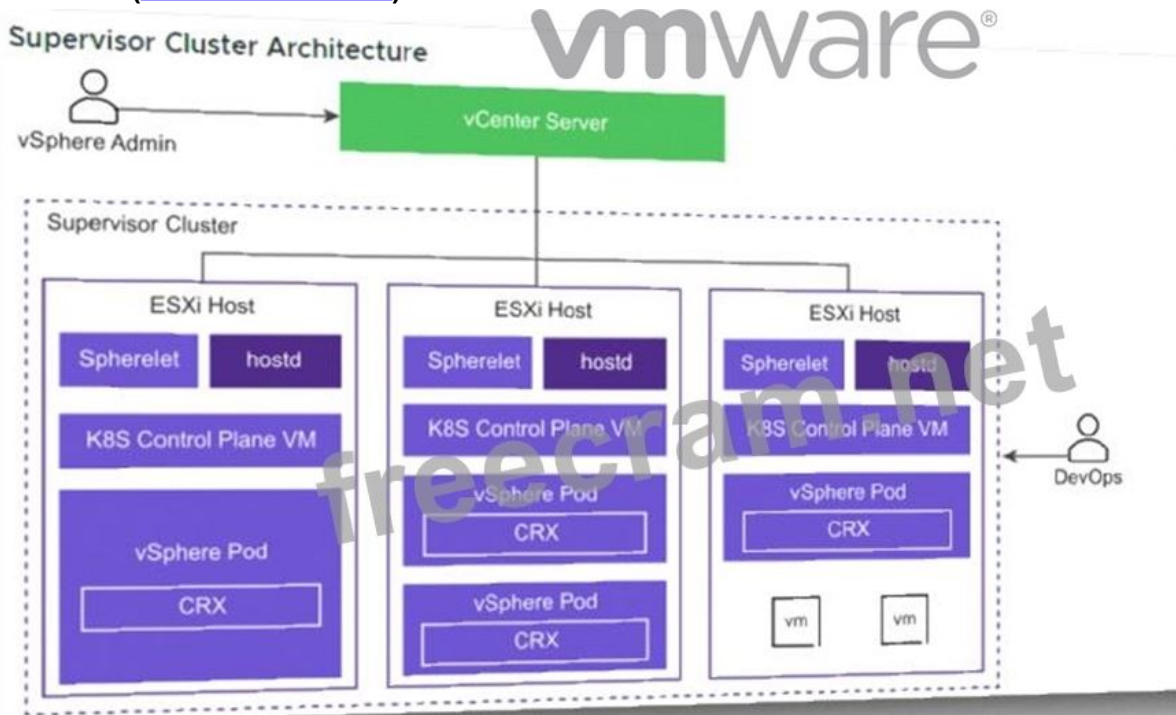 vmware®
Supervisor Cluster Architecture
vSphere Admin
vCenter Server
Supervisor Cluster
ESXi Host
Spherelet
hostd
K8S Control Plane VM
vSphere Pod
CRX
ESXi Host
Spherelet
hostd
K8S Control Plane VM
vSphere Pod
CRX
vSphere Pod
CRX
ESXi Host
Spherelet
hostd
K8S Control Plane VM
vSphere Pod
CRX
vm
vm
DevOps
freecram.net